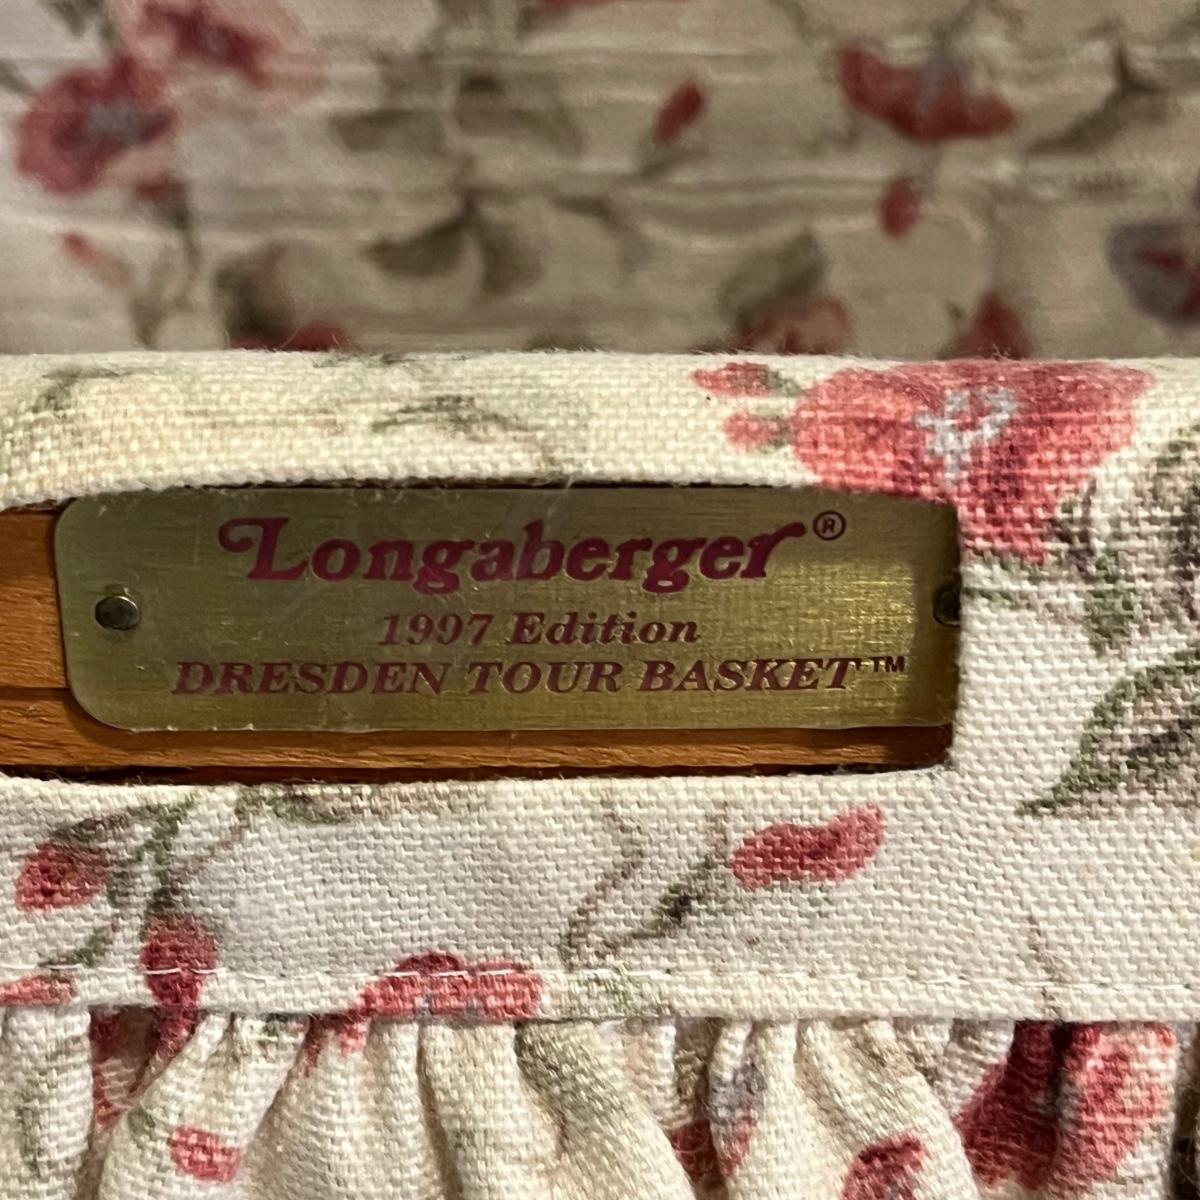 Longaberger®
1997 Edition
DRESDEN TOUR BASKET™